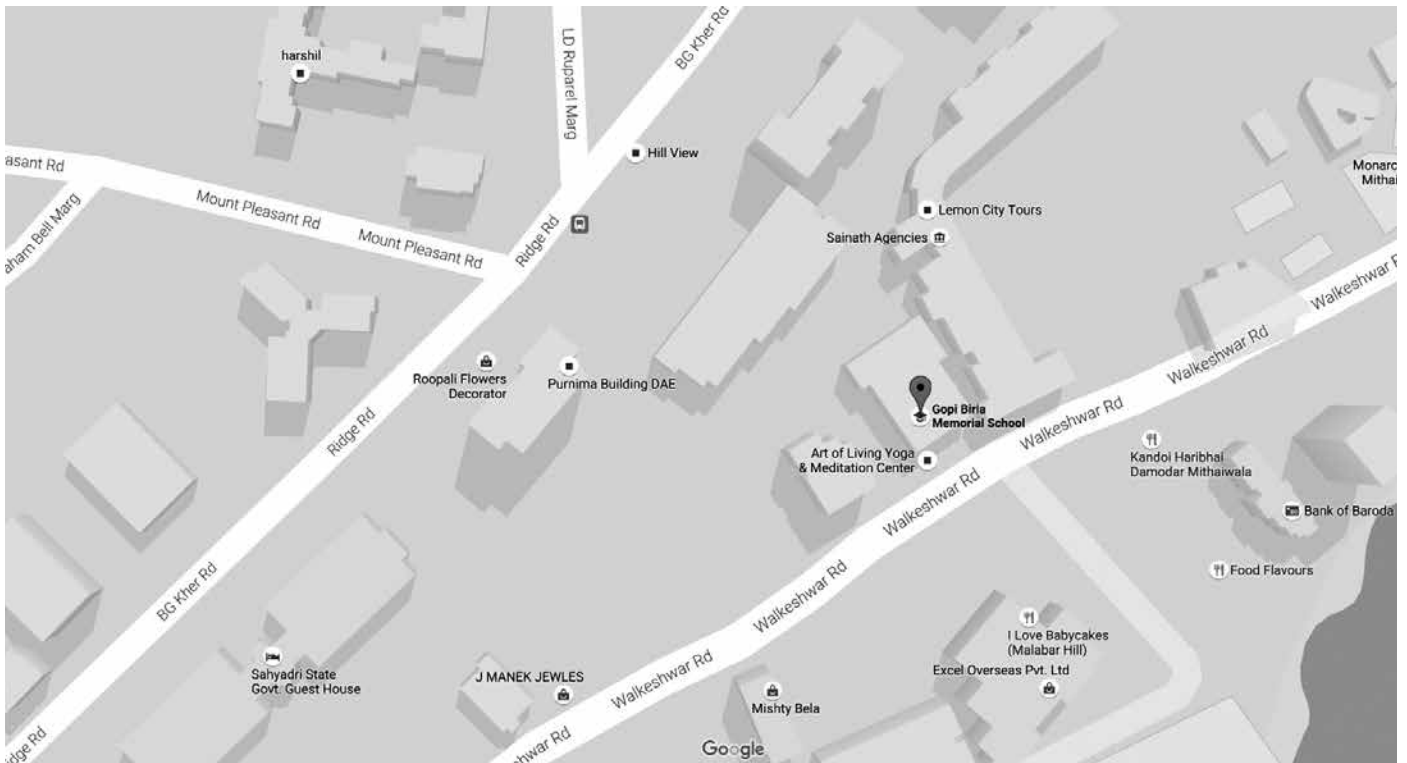 harshil
LD Ruparel Marg
BG Kher Rd
Hill View
asant Rd
Mount Pleasant Rd
Mount Pleasant Rd
aham Bell Marg
Ridge Rd
Lemon City Tours
Sainath Agencies
Monarc
Mithai
Walkeshwar R
Walkeshwar Rd
Roopali Flowers
Decorator
Purnima Building DAE
Ridge Rd
Gopi Biria
Memorial School
Walkeshwar Rd
Art of Living Yoga
& Meditation Center
Kandoi Haribhai
Damodar Mithaiwala
Walkeshwar Rd
Bank of Baroda
BG Kher Rd
Food Flavours
Walkeshwar Rd
I Love Babycakes
(Malabar Hill)
Sahyadri State
Govt. Guest House
J MANEK JEWLES
Walkeshwar Rd
Excel Overseas Pvt. Ltd
Mishty Bela
idge Rd
hwar Rd
Google